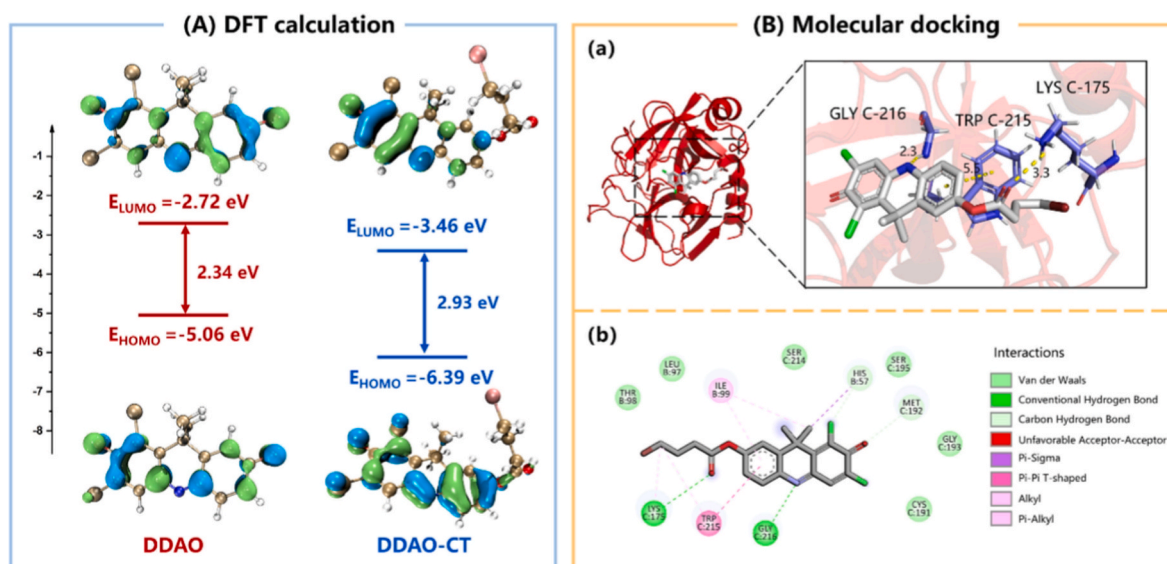 (A) DFT calculation
-1
-2
-3
-4
-5
-6
-7
-8
E_LUMO = -2.72 eV
2.34 eV
E_HOMO = -5.06 eV
DDAO
E_LUMO = -3.46 eV
2.93 eV
E_HOMO = -6.39 eV
DDAO-CT
(B) Molecular docking
(a)
LYS C-175
GLY C-216
TRP C-215
2.3
5.5
3.3
(b)
SER
C:214
LEU
B:97
ILE
B:99
HIS
B:57
SER
C:195
THR
B:98
MET
C:192
GLY
C:193
CYS
C:191
LYS
C:175
TRP
C:215
GLY
C:216
Interactions
Van der Waals
Conventional Hydrogen Bond
Carbon Hydrogen Bond
Unfavorable Acceptor-Acceptor
Pi-Sigma
Pi-Pi T-shaped
Alkyl
Pi-Alkyl